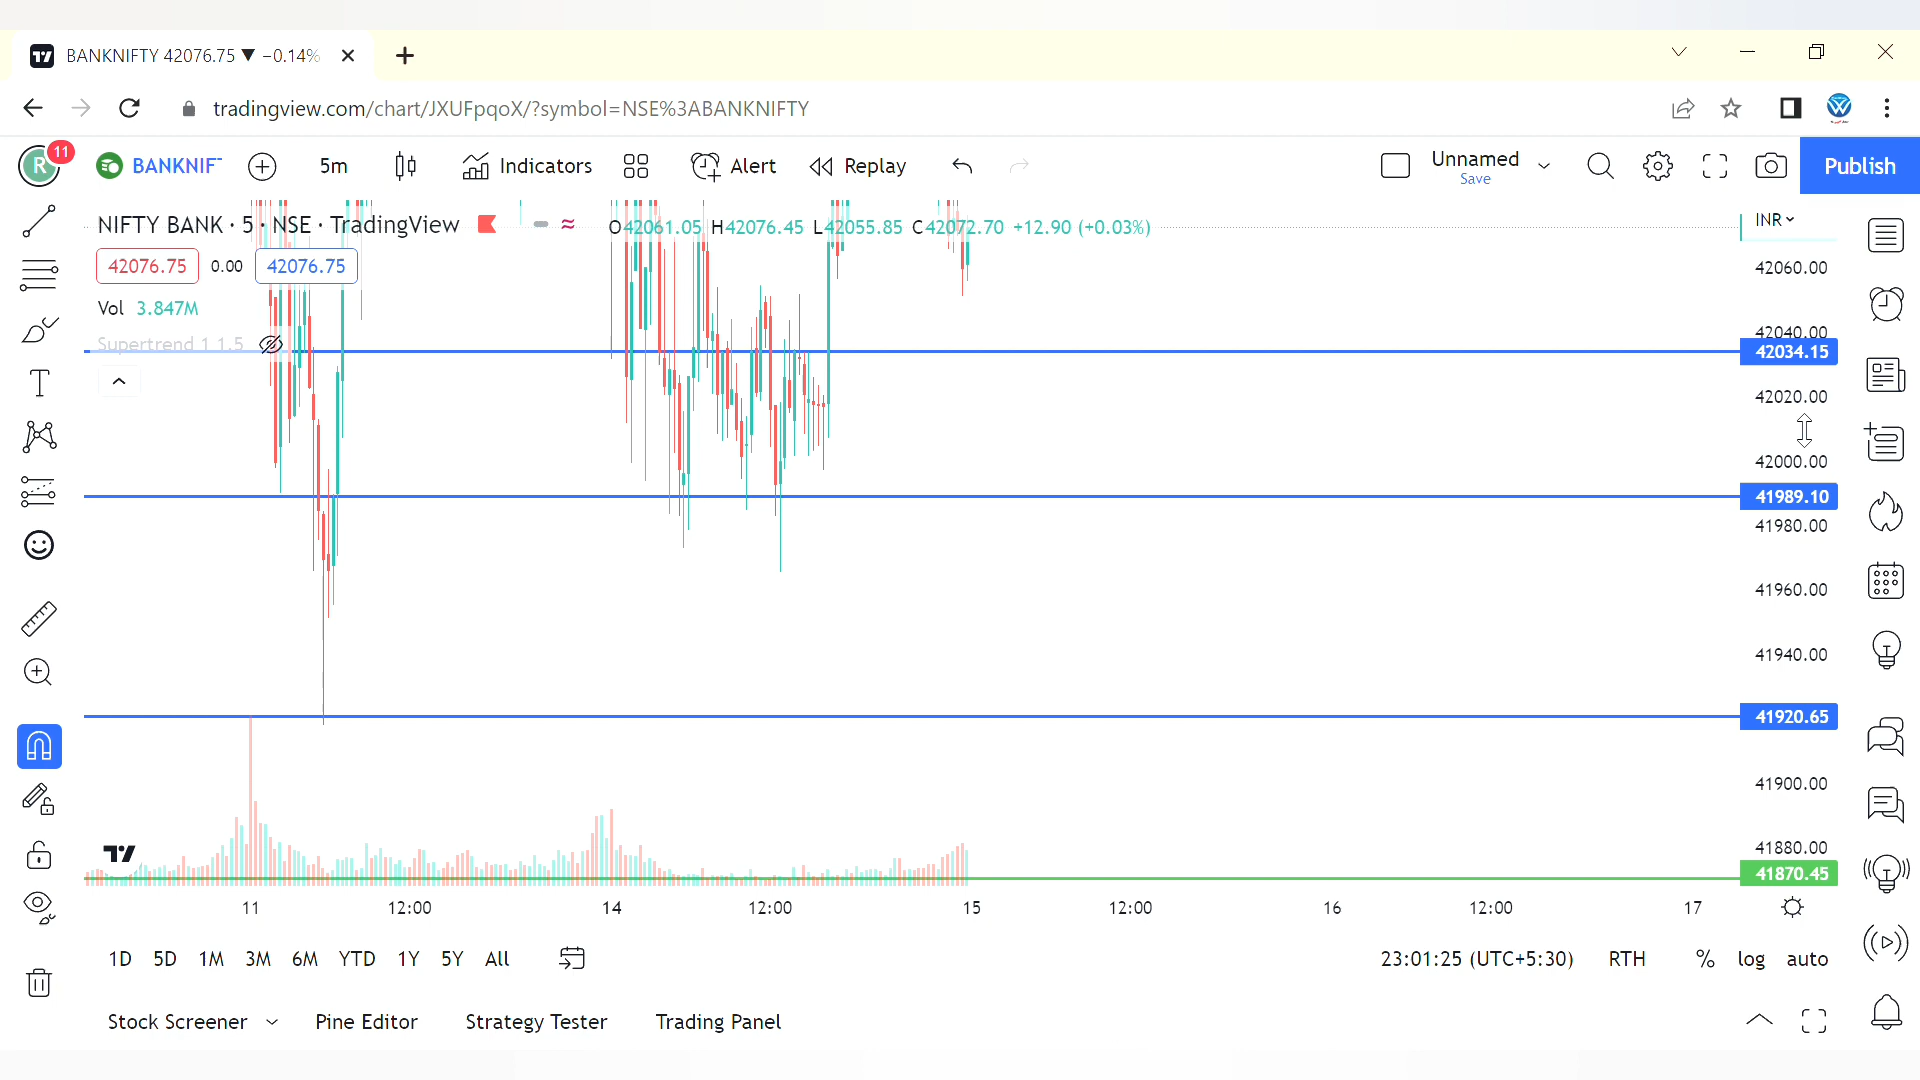 BANKNIFTY 42076.75 ▼ −0.14%
tradingview.com/chart/JXUFpqoX/?symbol=NSE%3ABANKNIFTY
R 11 BANKNIF 5m Indicators Alert Replay Unnamed Publish
Save
NIFTY BANK · 5 · NSE · TradingView O42061.05 H42076.45 L42055.85 C42072.70 +12.90 (+0.03%) INR
42076.75 0.00 42076.75
42060.00
Vol 3.847M
Supertrend 1 1.5
42040.00
42034.15
42020.00
42000.00
41989.10
41980.00
41960.00
41940.00
41920.65
41900.00
41880.00
41870.45
11 12:00 14 12:00 15 12:00 16 12:00 17
1D 5D 1M 3M 6M YTD 1Y 5Y All 23:01:25 (UTC+5:30) RTH % log auto
Stock Screener Pine Editor Strategy Tester Trading Panel